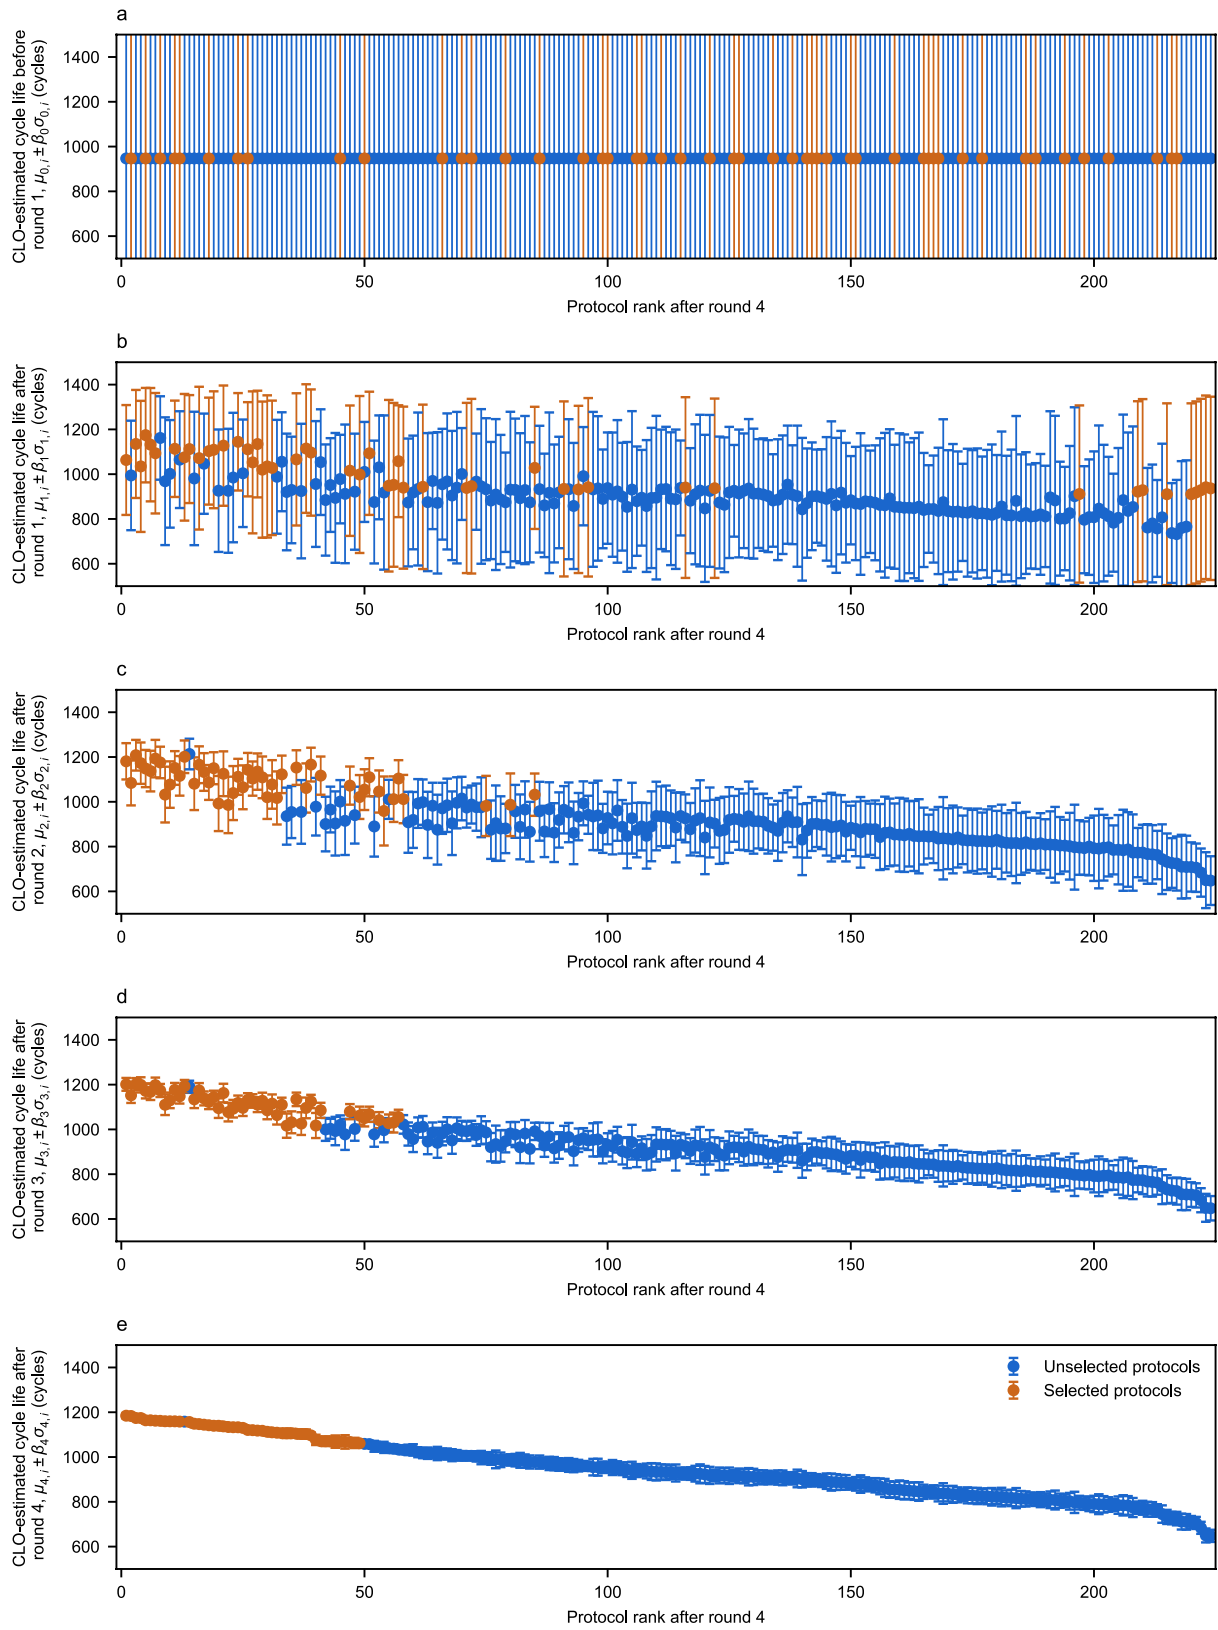 a
CLO-estimated cycle life before
round 1, μ0,i ± β0σ0,i (cycles)
1400
1200
1000
800
600
0 50 100 150 200
Protocol rank after round 4
b
CLO-estimated cycle life after
round 1, μ1,i ± β1σ1,i (cycles)
1400
1200
1000
800
600
0 50 100 150 200
Protocol rank after round 4
c
CLO-estimated cycle life after
round 2, μ2,i ± β2σ2,i (cycles)
1400
1200
1000
800
600
0 50 100 150 200
Protocol rank after round 4
d
CLO-estimated cycle life after
round 3, μ3,i ± β3σ3,i (cycles)
1400
1200
1000
800
600
0 50 100 150 200
Protocol rank after round 4
e
CLO-estimated cycle life after
round 4, μ4,i ± β4σ4,i (cycles)
1400
1200
1000
800
600
Unselected protocols
Selected protocols
0 50 100 150 200
Protocol rank after round 4